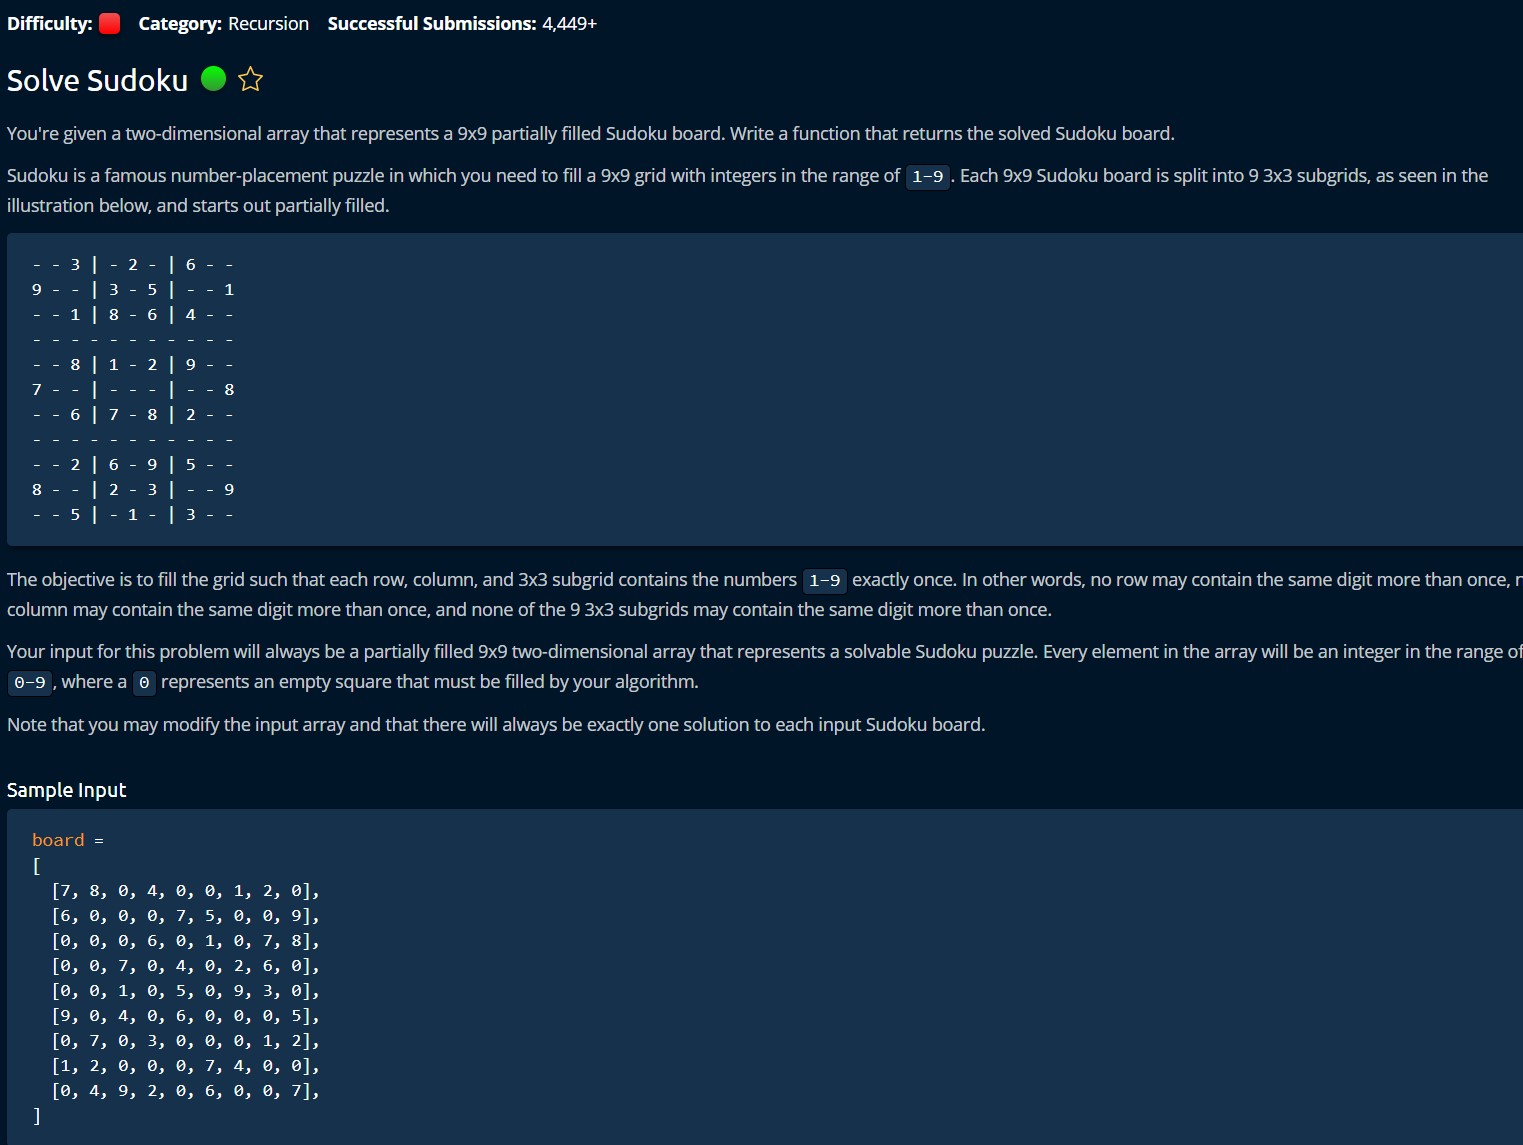 Difficulty: Category: Recursion Successful Submissions: 4,449+
Solve Sudoku
You're given a two-dimensional array that represents a 9x9 partially filled Sudoku board. Write a function that returns the solved Sudoku board.
Sudoku is a famous number-placement puzzle in which you need to fill a 9x9 grid with integers in the range of 1-9 . Each 9x9 Sudoku board is split into 9 3x3 subgrids, as seen in the
illustration below, and starts out partially filled.
- - 3 | - 2 - | 6 - -
9 - - | 3 - 5 | - - 1
- - 1 | 8 - 6 | 4 - -
- - - - - - - - - - -
- - 8 | 1 - 2 | 9 - -
7 - - | - - - | - - 8
- - 6 | 7 - 8 | 2 - -
- - - - - - - - - - -
- - 2 | 6 - 9 | 5 - -
8 - - | 2 - 3 | - - 9
- - 5 | - 1 - | 3 - -
The objective is to fill the grid such that each row, column, and 3x3 subgrid contains the numbers 1-9 exactly once. In other words, no row may contain the same digit more than once,
column may contain the same digit more than once, and none of the 9 3x3 subgrids may contain the same digit more than once.
Your input for this problem will always be a partially filled 9x9 two-dimensional array that represents a solvable Sudoku puzzle. Every element in the array will be an integer in the range of
0-9 , where a 0 represents an empty square that must be filled by your algorithm.
Note that you may modify the input array and that there will always be exactly one solution to each input Sudoku board.
Sample Input
board =
[
[7, 8, 0, 4, 0, 0, 1, 2, 0],
[6, 0, 0, 0, 7, 5, 0, 0, 9],
[0, 0, 0, 6, 0, 1, 0, 7, 8],
[0, 0, 7, 0, 4, 0, 2, 6, 0],
[0, 0, 1, 0, 5, 0, 9, 3, 0],
[9, 0, 4, 0, 6, 0, 0, 0, 5],
[0, 7, 0, 3, 0, 0, 0, 1, 2],
[1, 2, 0, 0, 0, 7, 4, 0, 0],
[0, 4, 9, 2, 0, 6, 0, 0, 7],
]